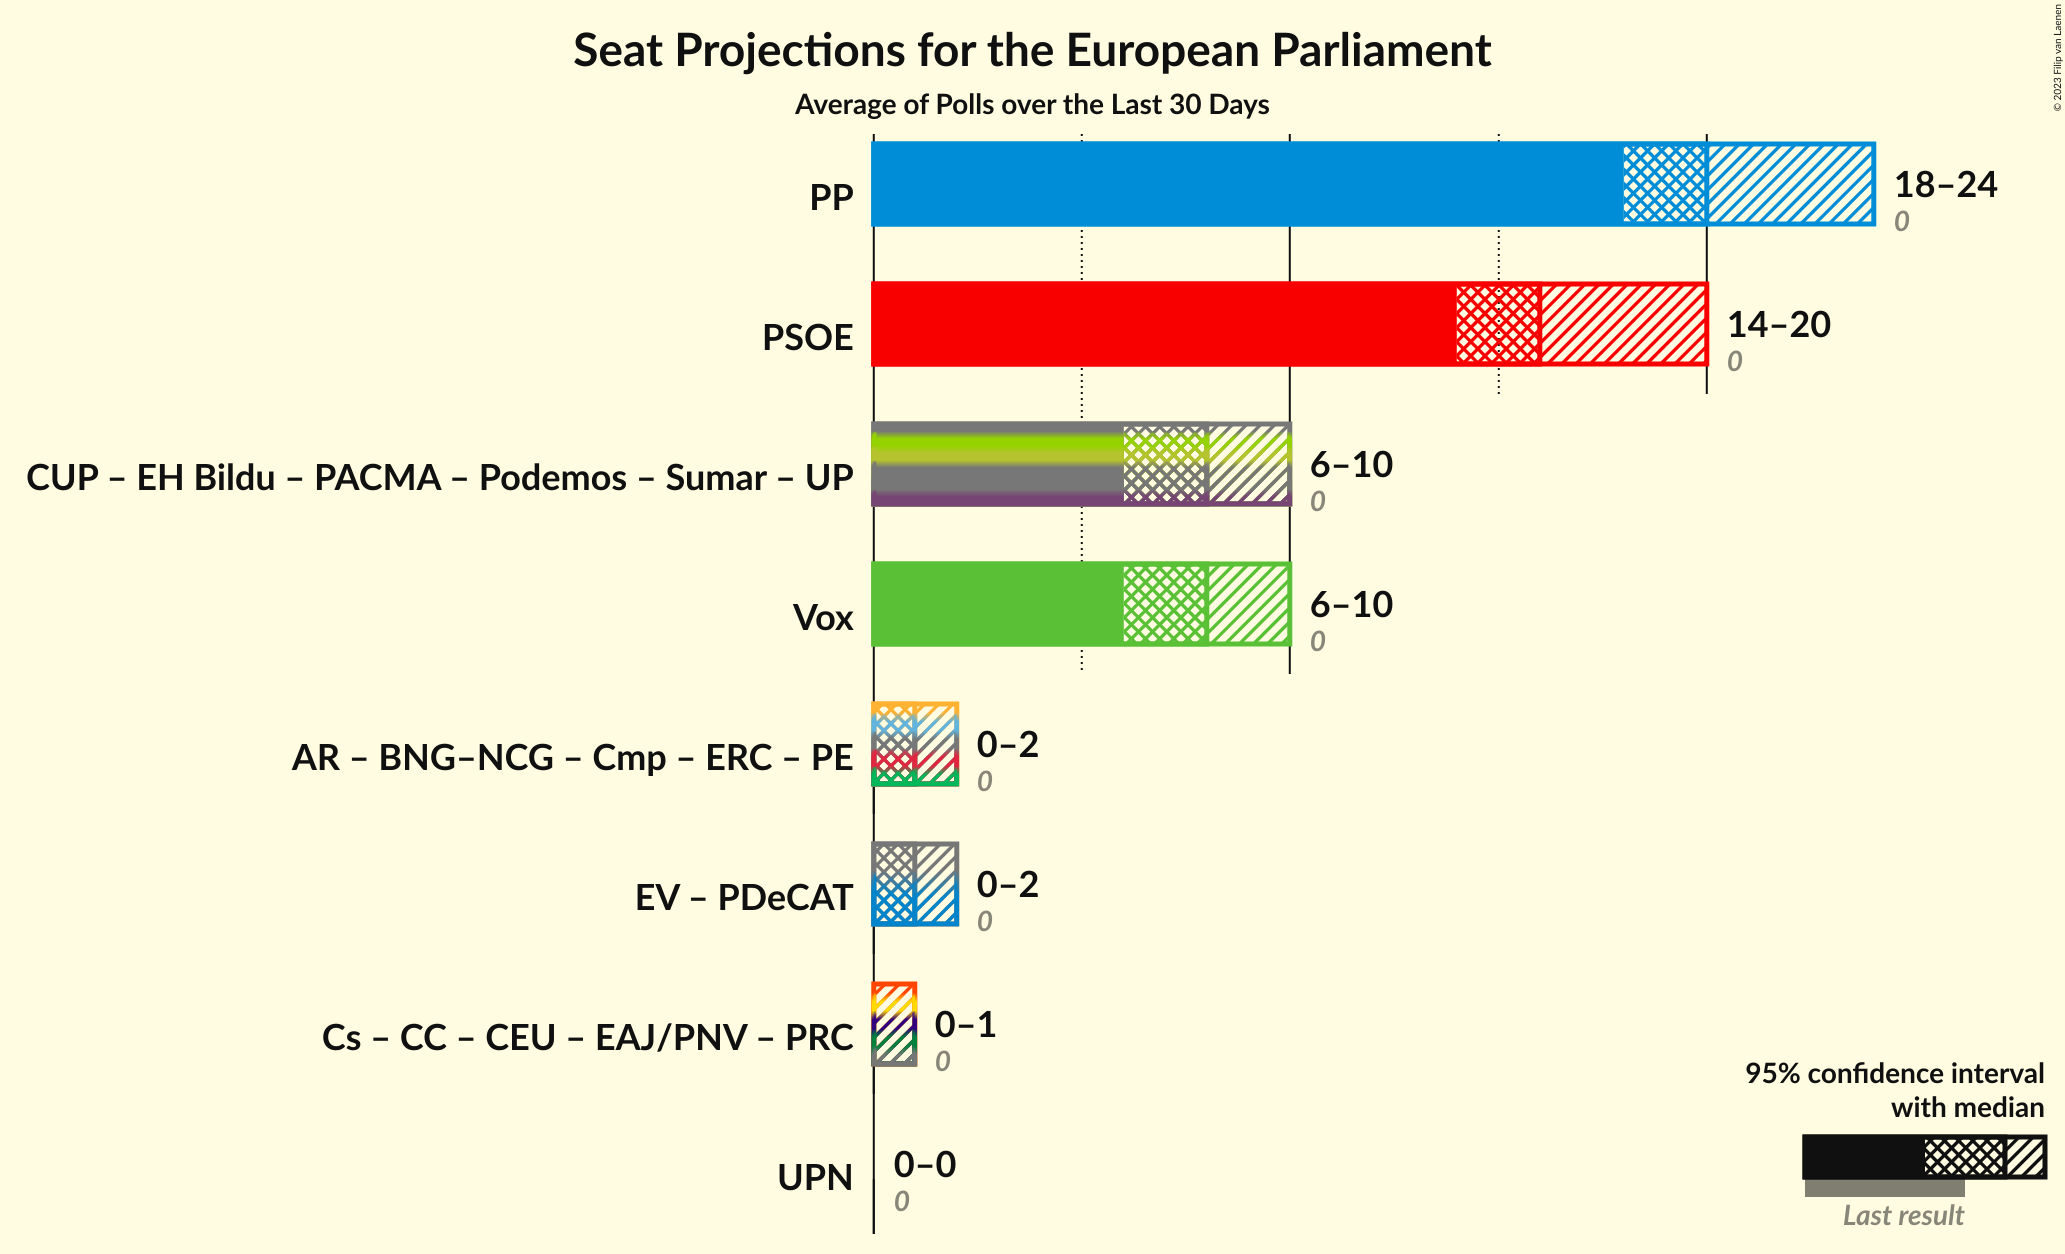 Seat Projections for the European Parliament
Average of Polls over the Last 30 Days
© 2023 Filip van Laenen
PP
18–24
0
PSOE
14–20
0
CUP – EH Bildu – PACMA – Podemos – Sumar – UP
6–10
0
Vox
6–10
0
AR – BNG–NCG – Cmp – ERC – PE
0–2
0
EV – PDeCAT
0–2
0
Cs – CC – CEU – EAJ/PNV – PRC
0–1
0
UPN
0–0
0
95% confidence interval
with median
Last result